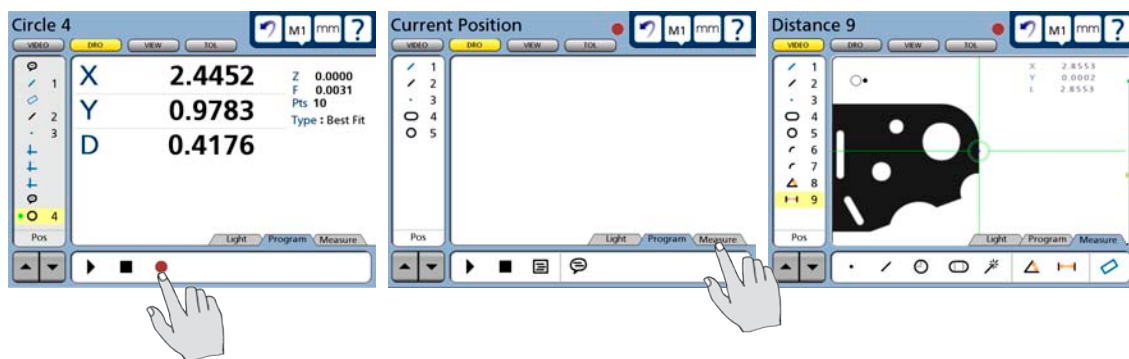 Circle 4
M1 mm ?
VIDEO DRO VIEW TOL
1
2
3
4
Pos
X 2.4452
Y 0.9783
D 0.4176
Z 0.0000
F 0.0031
Pts 10
Type : Best Fit
Light Program Measure
Current Position
M1 mm ?
VIDEO DRO VIEW TOL
1
2
3
4
5
Pos
Light Program Measure
Distance 9
M1 mm ?
VIDEO DRO VIEW TOL
1
2
3
4
5
6
7
8
9
Pos
X 2.8553
Y 0.0002
L 2.8553
Light Program Measure